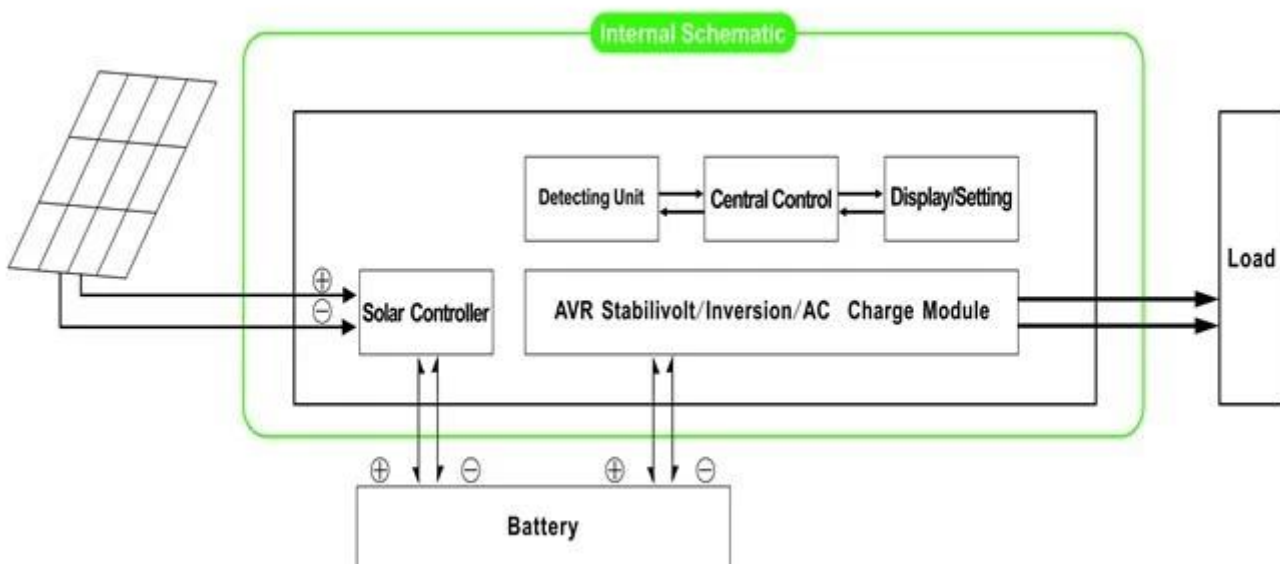 Internal Schematic
Detecting Unit
Central Control
Display/Setting
Load
⊕
⊖
Solar Controller
AVR Stabilivolt/Inversion/AC Charge Module
⊕ ⊖ ⊕ ⊖
Battery